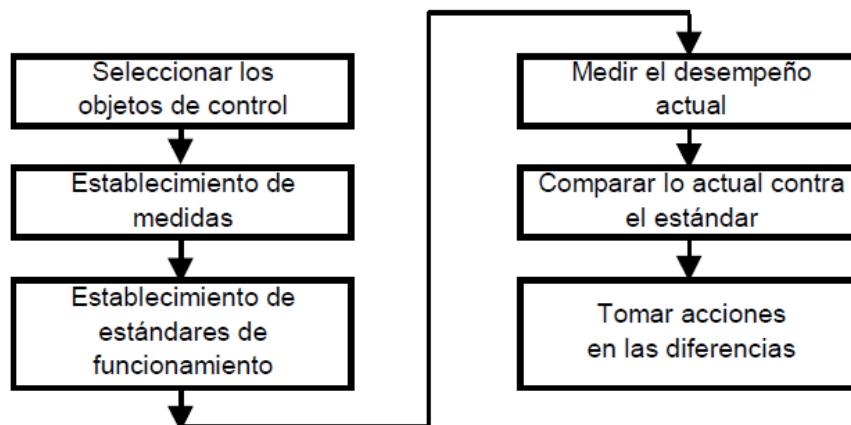 Seleccionar los
objetos de control
Establecimiento de
medidas
Establecimiento de
estándares de
funcionamiento
Medir el desempeño
actual
Comparar lo actual contra
el estándar
Tomar acciones
en las diferencias